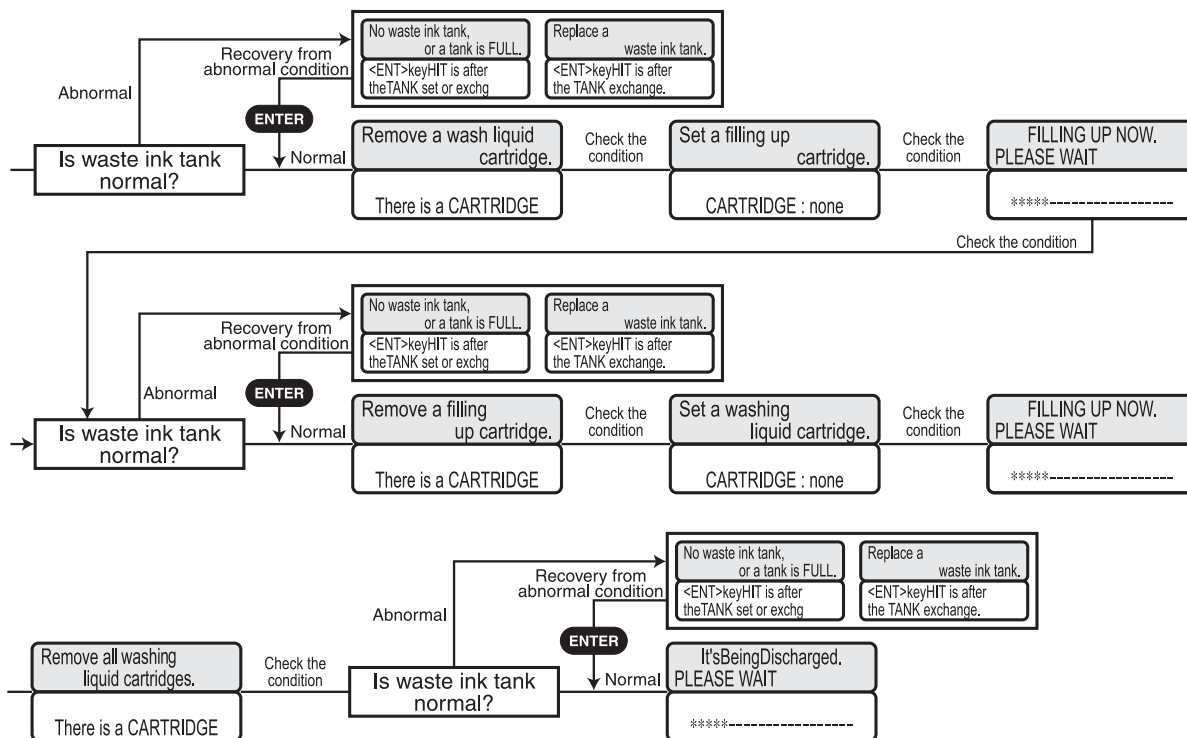 No waste ink tank,
or a tank is FULL.
<ENT>keyHIT is after
theTANK set or exchg
Replace a
waste ink tank.
<ENT>keyHIT is after
the TANK exchange.
Recovery from
abnormal condition
Abnormal
ENTER
Is waste ink tank
normal?
Normal
Remove a wash liquid
cartridge.
There is a CARTRIDGE
Check the
condition
Set a filling up
cartridge.
CARTRIDGE : none
Check the
condition
FILLING UP NOW.
PLEASE WAIT
*****-----------------
Check the condition
No waste ink tank,
or a tank is FULL.
<ENT>keyHIT is after
theTANK set or exchg
Replace a
waste ink tank.
<ENT>keyHIT is after
the TANK exchange.
Recovery from
abnormal condition
Abnormal
ENTER
Is waste ink tank
normal?
Normal
Remove a filling
up cartridge.
There is a CARTRIDGE
Check the
condition
Set a washing
liquid cartridge.
CARTRIDGE : none
Check the
condition
FILLING UP NOW.
PLEASE WAIT
*****-----------------
Remove all washing
liquid cartridges.
There is a CARTRIDGE
Check the
condition
Is waste ink tank
normal?
Abnormal
No waste ink tank,
or a tank is FULL.
<ENT>keyHIT is after
theTANK set or exchg
Replace a
waste ink tank.
<ENT>keyHIT is after
the TANK exchange.
Recovery from
abnormal condition
ENTER
Normal
It'sBeingDischarged.
PLEASE WAIT
*****-----------------